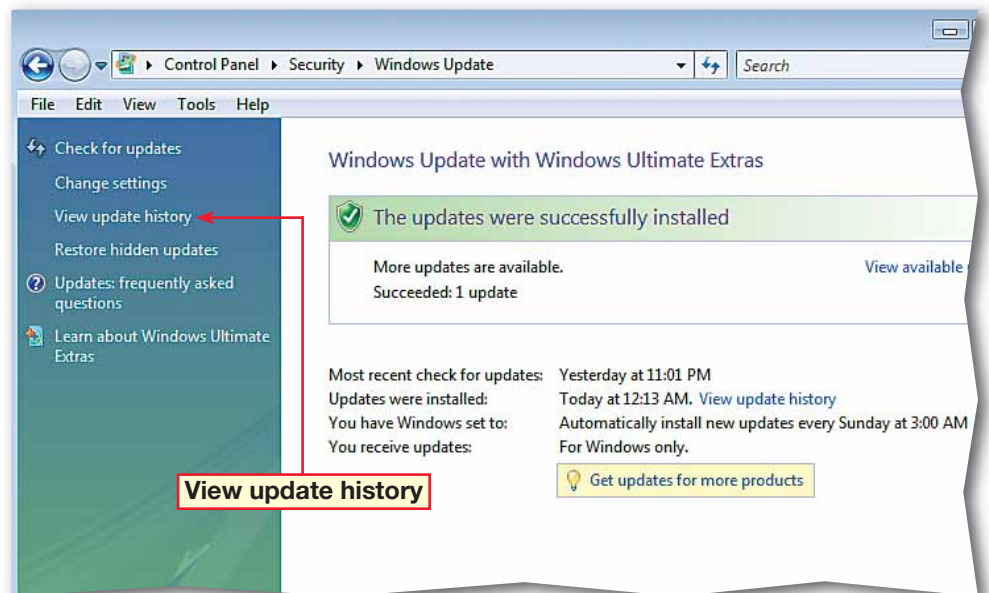 Control Panel Security Windows Update
Search
File Edit View Tools Help
Check for updates
Change settings
View update history
Restore hidden updates
Updates: frequently asked
questions
Learn about Windows Ultimate
Extras
Windows Update with Windows Ultimate Extras
The updates were successfully installed
More updates are available.
View available
Succeeded: 1 update
Most recent check for updates: Yesterday at 11:01 PM
Updates were installed: Today at 12:13 AM. View update history
You have Windows set to: Automatically install new updates every Sunday at 3:00 AM
You receive updates: For Windows only.
Get updates for more products
View update history